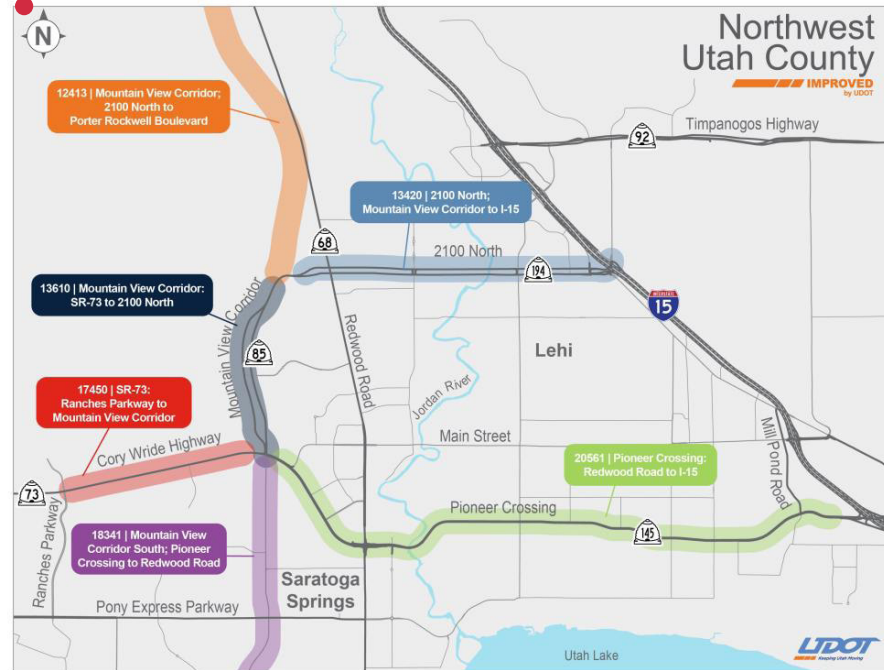 N
Northwest
Utah County
IMPROVED
by UDOT
12413 | Mountain View Corridor;
2100 North to
Porter Rockwell Boulevard
Timpanogos Highway
92
13420 | 2100 North;
Mountain View Corridor to I-15
68
2100 North
194
13610 | Mountain View Corridor:
SR-73 to 2100 North
Mountain View Corridor
85
Redwood Road
INTERSTATE
15
Lehi
Jordan River
17450 | SR-73:
Ranches Parkway to
Mountain View Corridor
Cory Wride Highway
Main Street
Mill Pond Road
20561 | Pioneer Crossing:
Redwood Road to I-15
73
Pioneer Crossing
145
Ranches Parkway
18341 | Mountain View
Corridor South; Pioneer
Crossing to Redwood Road
Saratoga
Springs
Pony Express Parkway
Utah Lake
UDOT
Keeping Utah Moving